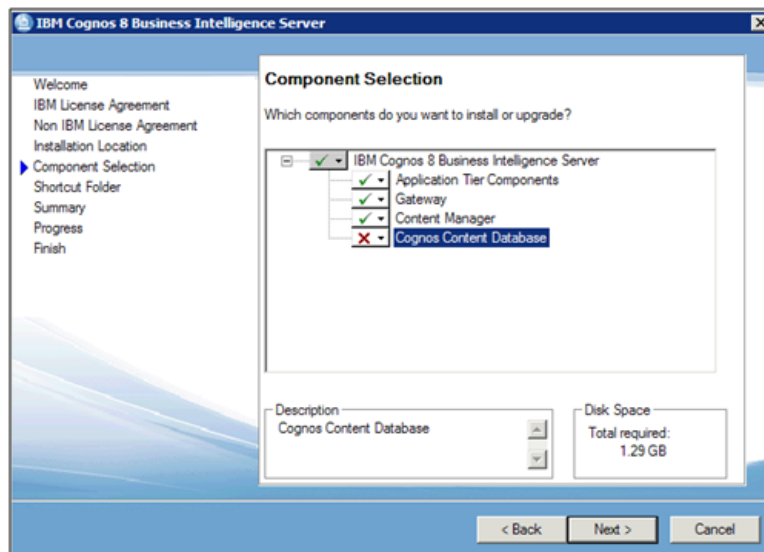 IBM Cognos 8 Business Intelligence Server
Welcome
IBM License Agreement
Non IBM License Agreement
Installation Location
Component Selection
Shortcut Folder
Summary
Progress
Finish
Component Selection
Which components do you want to install or upgrade?
IBM Cognos 8 Business Intelligence Server
Application Tier Components
Gateway
Content Manager
Cognos Content Database
Description
Cognos Content Database
Disk Space
Total required:
1.29 GB
< Back
Next >
Cancel